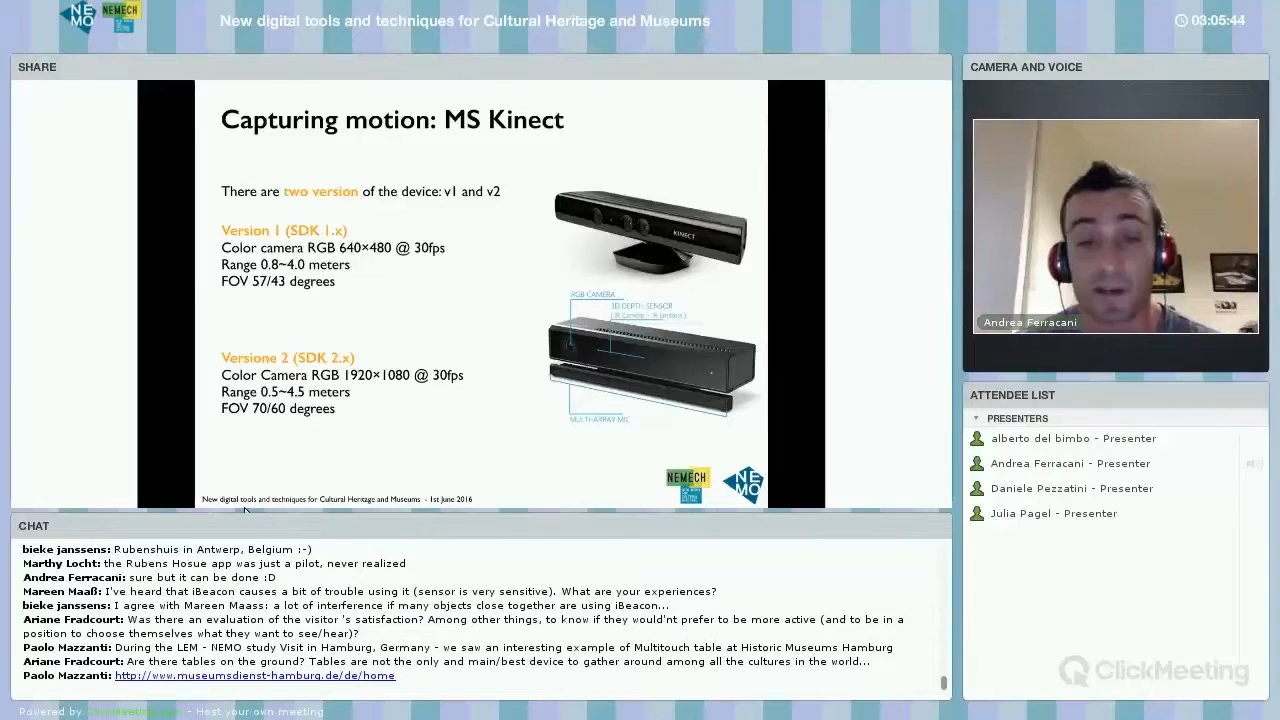 NE
MO
NEMECH
New digital tools and techniques for Cultural Heritage and Museums
03:05:44
SHARE
Capturing motion: MS Kinect
There are two version of the device: v1 and v2
Version 1 (SDK 1.x)
Color camera RGB 640×480 @ 30fps
Range 0.8~4.0 meters
FOV 57/43 degrees
KINECT
RGB CAMERA
3D DEPTH SENSOR
Versione 2 (SDK 2.x)
Color Camera RGB 1920×1080 @ 30fps
Range 0.5~4.5 meters
FOV 70/60 degrees
MULTI-ARRAY MIC
NEMECH
NE
MO
New digital tools and techniques for Cultural Heritage and Museums - 1st June 2016
CAMERA AND VOICE
Andrea Ferracani
ATTENDEE LIST
PRESENTERS
alberto del bimbo - Presenter
Andrea Ferracani - Presenter
Daniele Pezzatini - Presenter
Julia Pagel - Presenter
CHAT
bieke janssens: Rubenshuis in Antwerp, Belgium :-)
Marthy Locht: the Rubens Hosue app was just a pilot, never realized
Andrea Ferracani: sure but it can be done :D
Mareen Maaß: I've heard that iBeacon causes a bit of trouble using it (sensor is very sensitive). What are your experiences?
bieke janssens: I agree with Mareen Maass: a lot of interference if many objects close together are using iBeacon...
Ariane Fradcourt: Was there an evaluation of the visitor 's satisfaction? Among other things, to know if they would'nt prefer to be more active (and to be in a
position to choose themselves what they want to see/hear)?
Paolo Mazzanti: During the LEM - NEMO study Visit in Hamburg, Germany - we saw an interesting example of Multitouch table at Historic Museums Hamburg
Ariane Fradcourt: Are there tables on the ground? Tables are not the only and main/best device to gather around among all the cultures in the world...
Paolo Mazzanti: http://www.museumsdienst-hamburg.de/de/home
ClickMeeting
Powered by - Host your own meeting